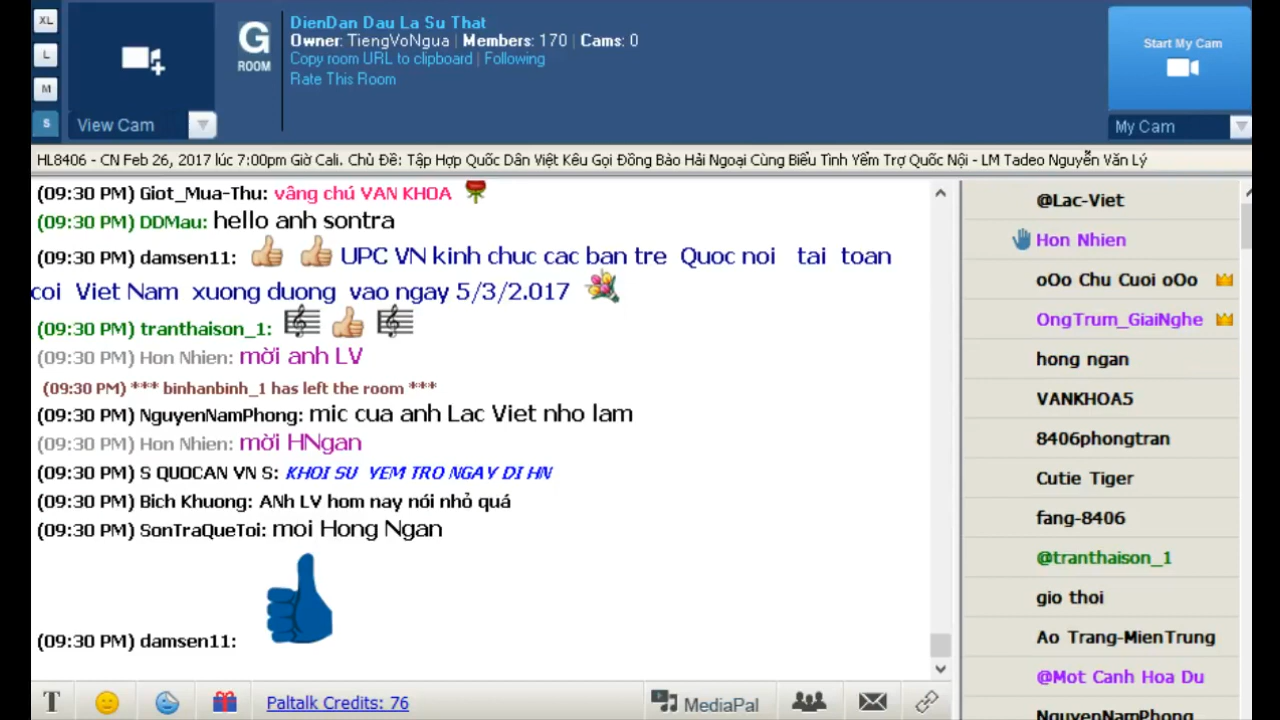 XL
L
M
S
View Cam
G
ROOM
DienDan Dau La Su That
Owner: TiengVoNgua | Members: 170 | Cams: 0
Copy room URL to clipboard | Following
Rate This Room
Start My Cam
My Cam
HL8406 - CN Feb 26, 2017 lúc 7:00pm Giờ Cali. Chủ Đề: Tập Hợp Quốc Dân Việt Kêu Gọi Đồng Bào Hải Ngoại Cùng Biểu Tình Yểm Trợ Quốc Nội - LM Tadeo Nguyễn Văn Lý
(09:30 PM) Giot_Mua-Thu: vâng chú VAN KHOA
(09:30 PM) DDMau: hello anh sontra
(09:30 PM) damsen11: UPC VN kinh chuc cac ban tre Quoc noi tai toan
coi Viet Nam xuong duong vao ngay 5/3/2.017
(09:30 PM) tranthaison_1:
(09:30 PM) Hon Nhien: mời anh LV
(09:30 PM) *** binhanbinh_1 has left the room ***
(09:30 PM) NguyenNamPhong: mic cua anh Lac Viet nho lam
(09:30 PM) Hon Nhien: mời HNgan
(09:30 PM) S QUOCAN VN S: KHOI SU YEM TRO NGAY DI HN
(09:30 PM) Bich Khuong: ANh LV hom nay nói nhỏ quá
(09:30 PM) SonTraQueToi: moi Hong Ngan
(09:30 PM) damsen11:
@Lac-Viet
Hon Nhien
oOo Chu Cuoi oOo
OngTrum_GiaiNghe
hong ngan
VANKHOA5
8406phongtran
Cutie Tiger
fang-8406
@tranthaison_1
gio thoi
Ao Trang-MienTrung
@Mot Canh Hoa Du
NguyenNamPhong
T
Paltalk Credits: 76
MediaPal